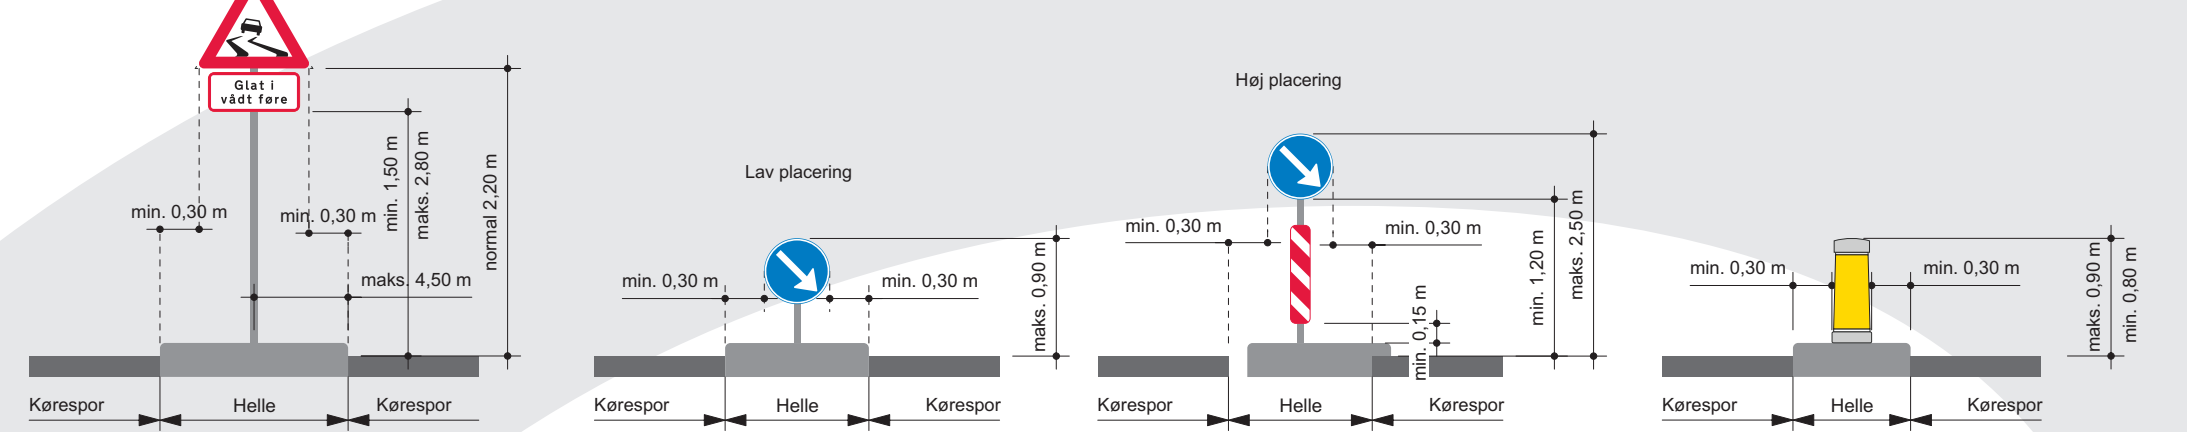 Glat i
vådt føre
min. 0,30 m
min. 0,30 m
min. 1,50 m
maks. 2,80 m
normal 2,20 m
maks. 4,50 m
Kørespor
Helle
Kørespor
Lav placering
min. 0,30 m
min. 0,30 m
maks. 0,90 m
Kørespor
Helle
Kørespor
Høj placering
min. 0,30 m
min. 0,30 m
min. 0,15 m
min. 1,20 m
maks. 2,50 m
Kørespor
Helle
Kørespor
min. 0,30 m
min. 0,30 m
maks. 0,90 m
min. 0,80 m
Kørespor
Helle
Kørespor